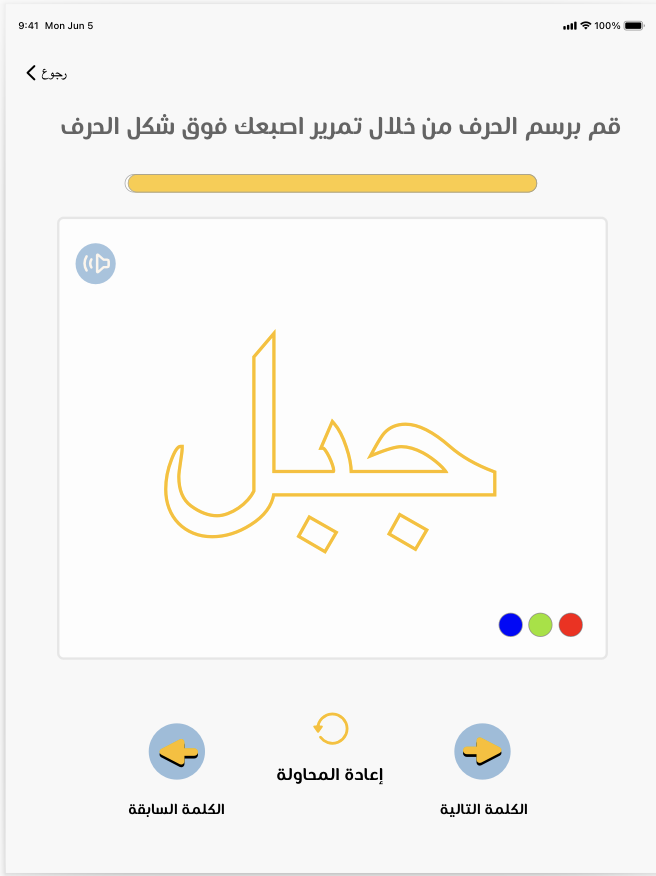 9:41 Mon Jun 5 100%
رجوع
قم برسم الحرف من خلال تمرير اصبعك فوق شكل الحرف
جبل
إعادة المحاولة
الكلمة التالية
الكلمة السابقة